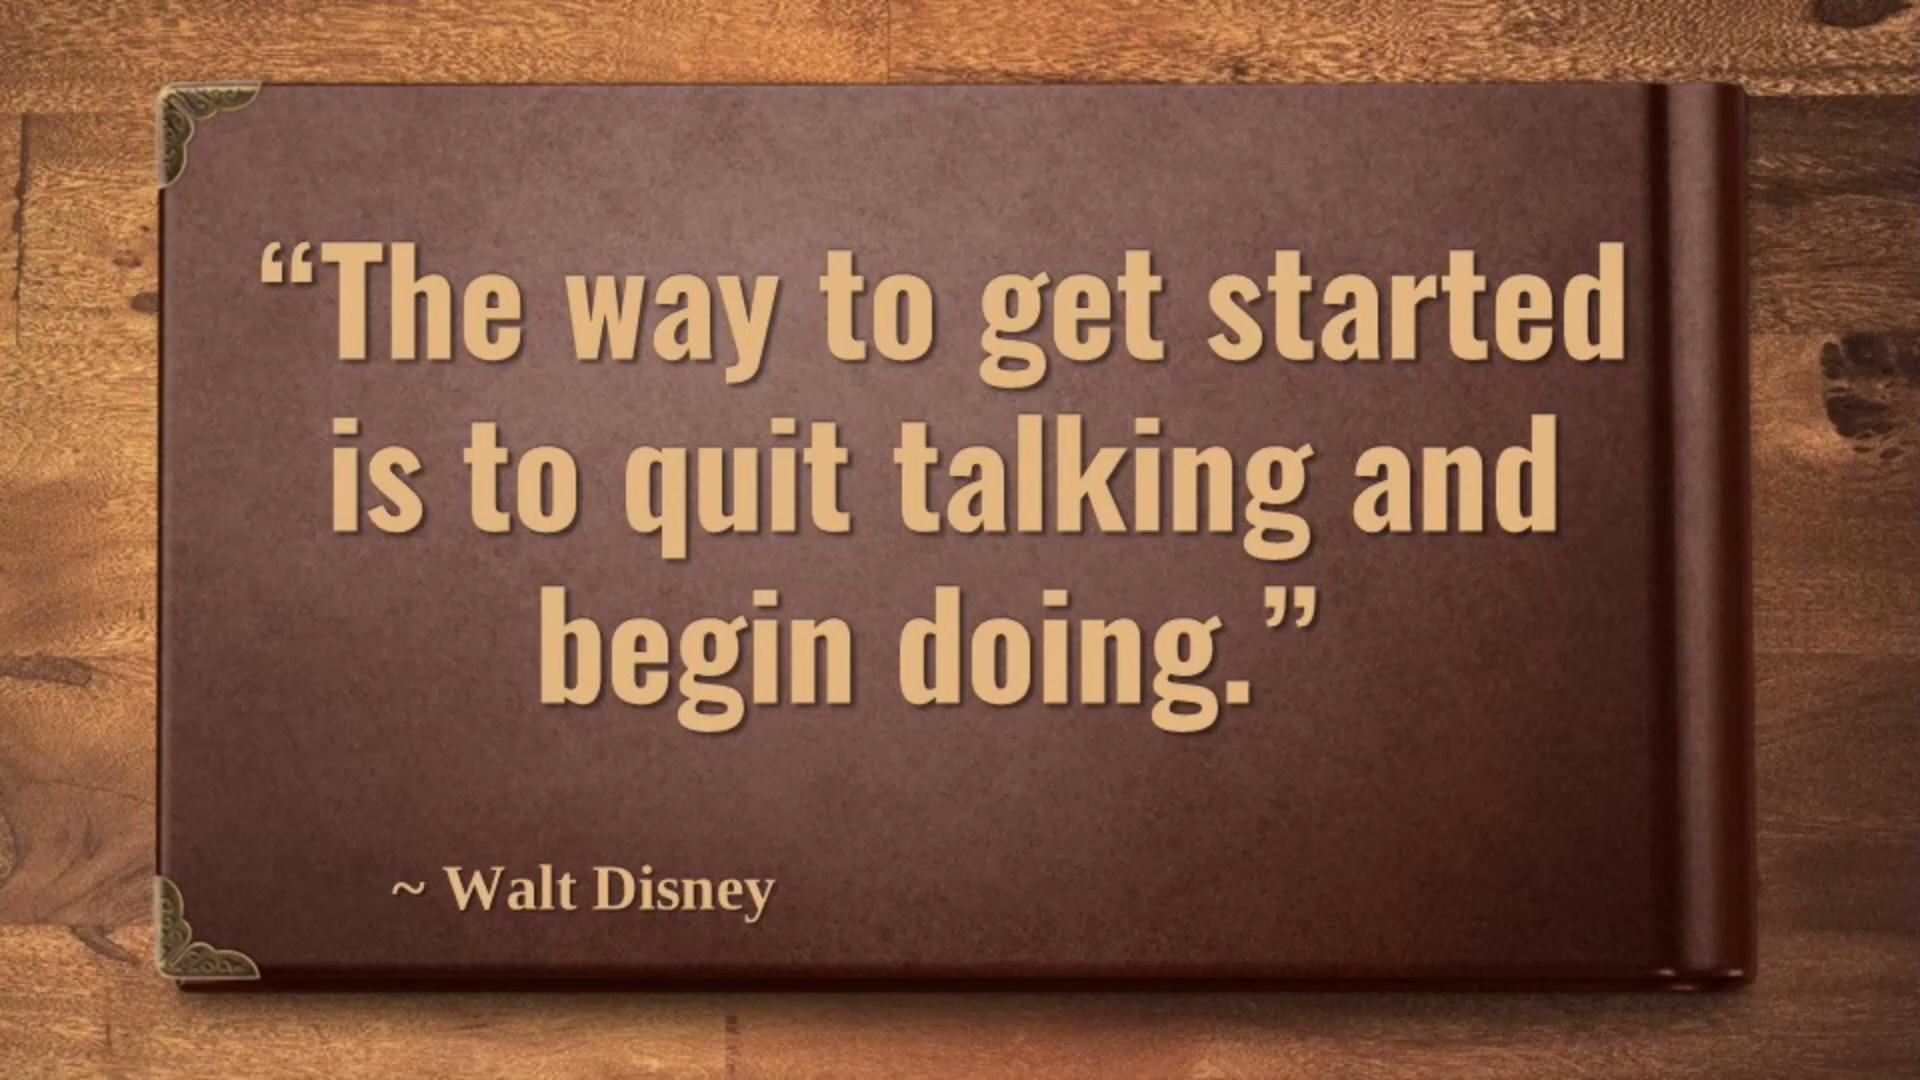 “The way to get started
is to quit talking and
begin doing.”
~ Walt Disney